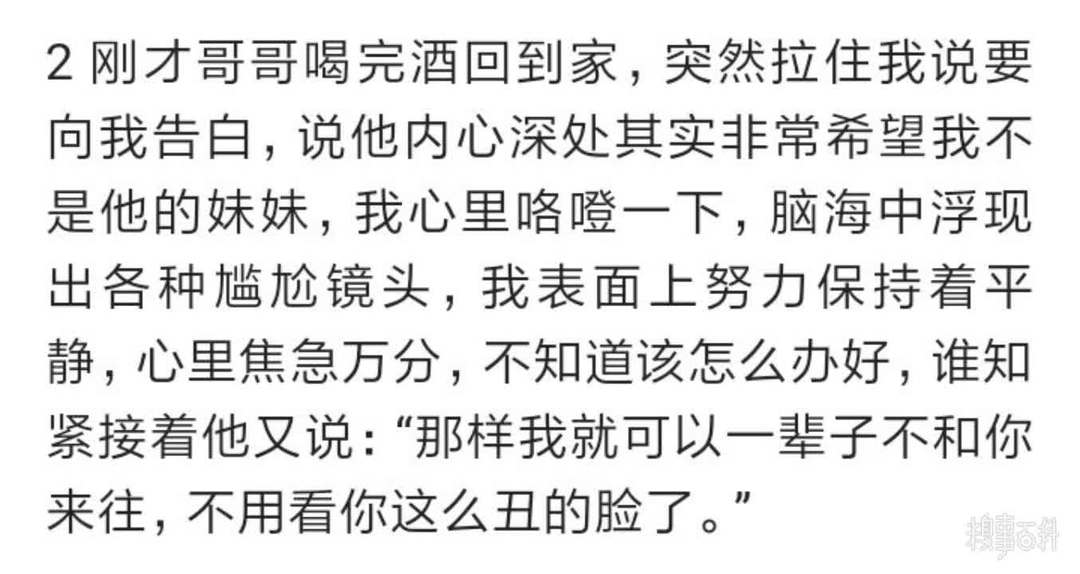 2 刚才哥哥喝完酒回到家，突然拉住我说要
向我告白，说他内心深处其实非常希望我不
是他的妹妹，我心里咯噔一下，脑海中浮现
出各种尴尬镜头，我表面上努力保持着平
静，心里焦急万分，不知道该怎么办好，谁知
紧接着他又说：“那样我就可以一辈子不和你
来往，不用看你这么丑的脸了。”
糗事百科